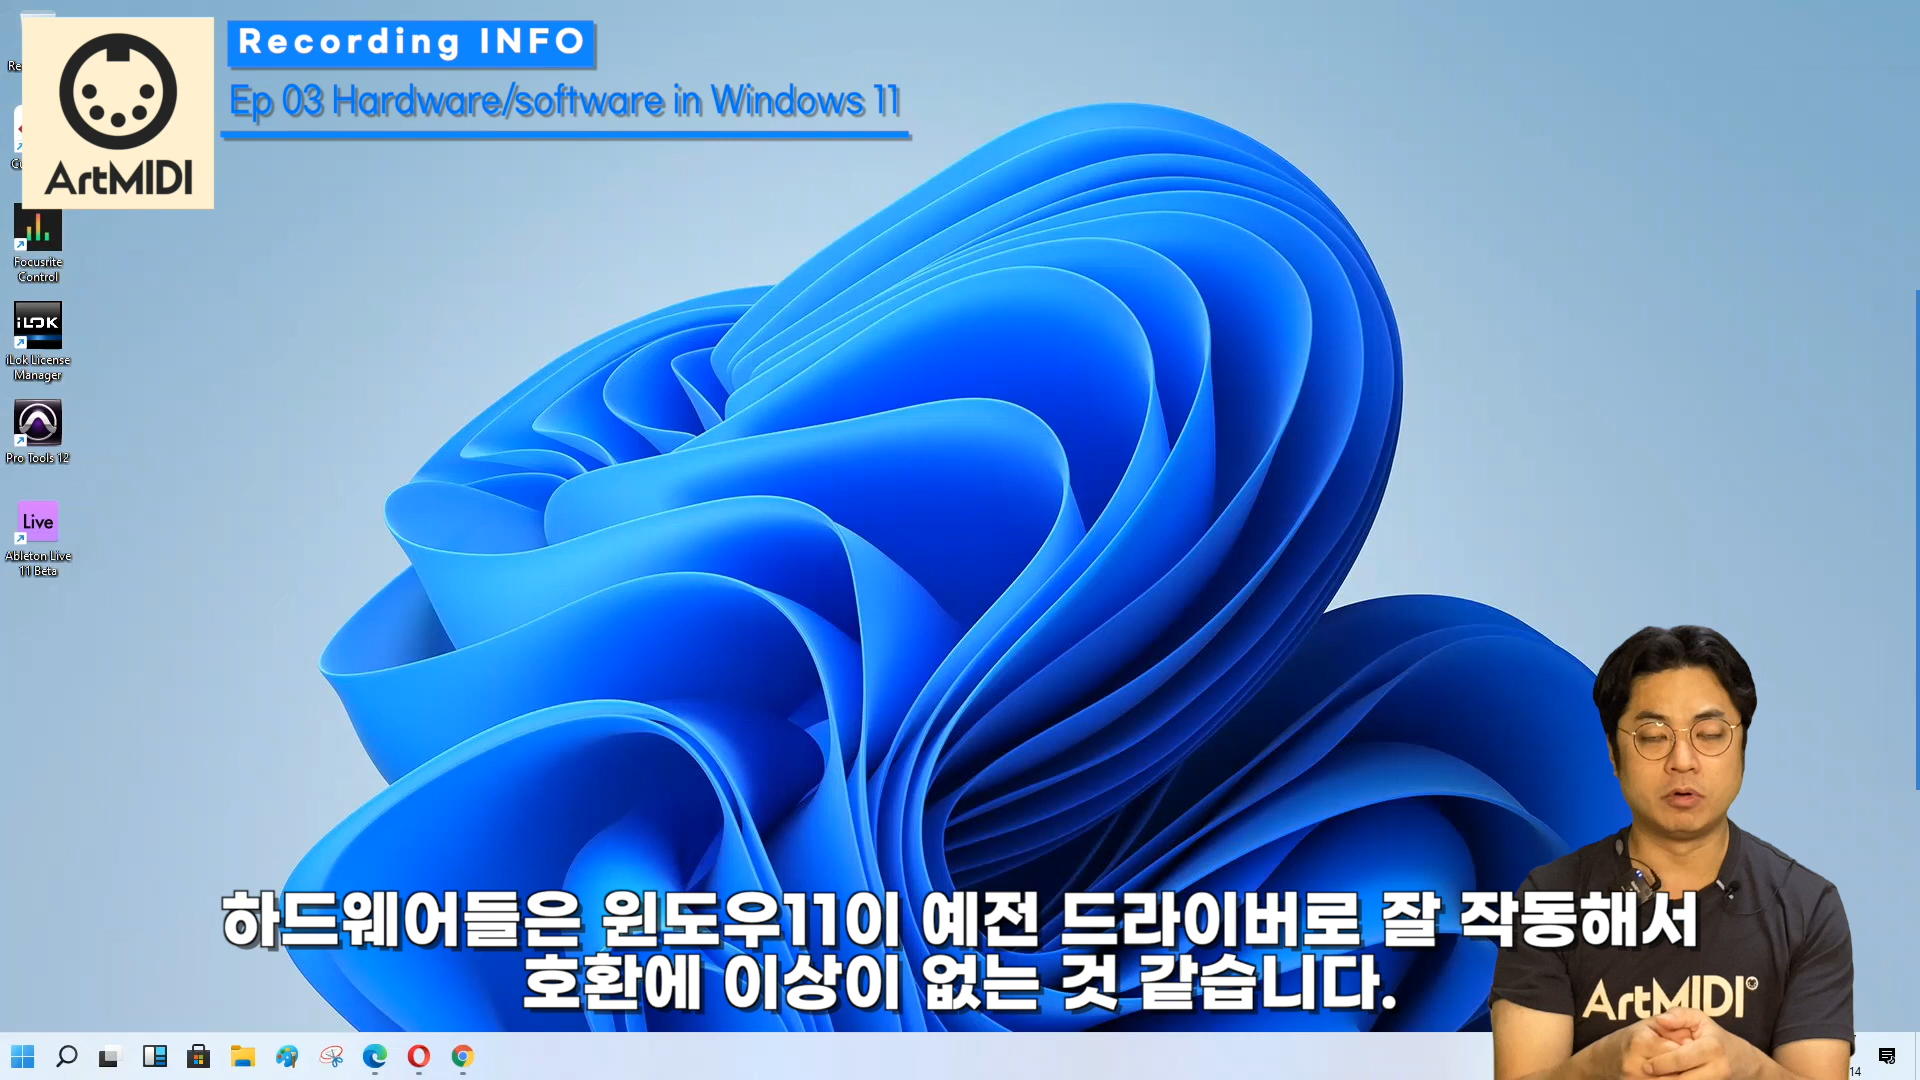 Recording INFO
Ep 03 Hardware/software in Windows 11
ArtMIDI
Focusrite
Control
iLOK
iLok License
Manager
Pro Tools 12
Live
Ableton Live
11 Beta
하드웨어들은 윈도우11이 예전 드라이버로 잘 작동해서
호환에 이상이 없는 것 같습니다.
ArtMIDI
14